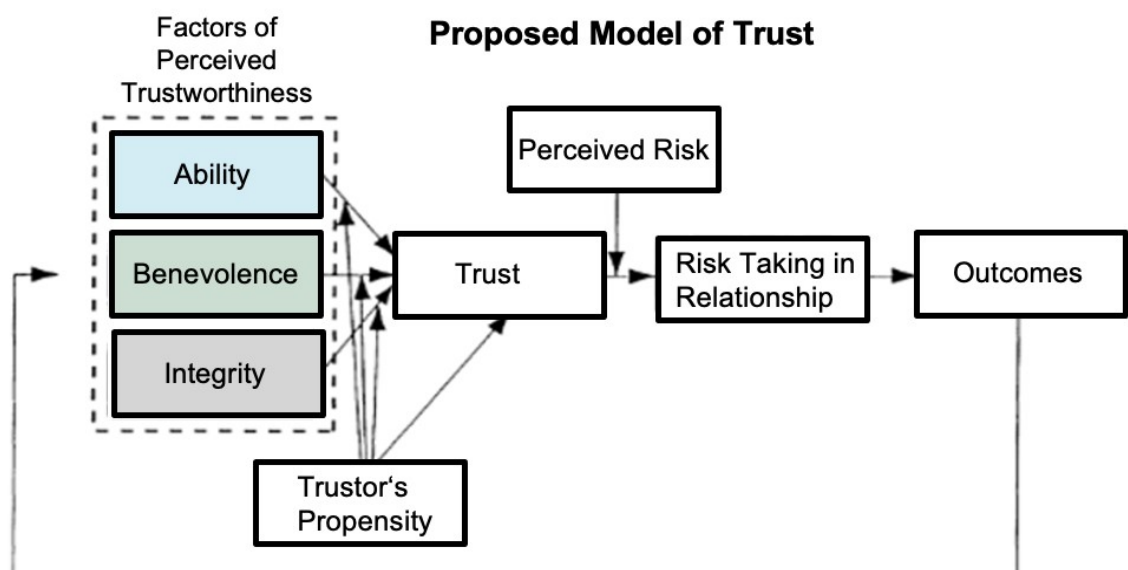 Factors of
Perceived
Trustworthiness
Proposed Model of Trust
Ability
Benevolence
Integrity
Perceived Risk
Trust
Risk Taking in
Relationship
Outcomes
Trustor‘s
Propensity